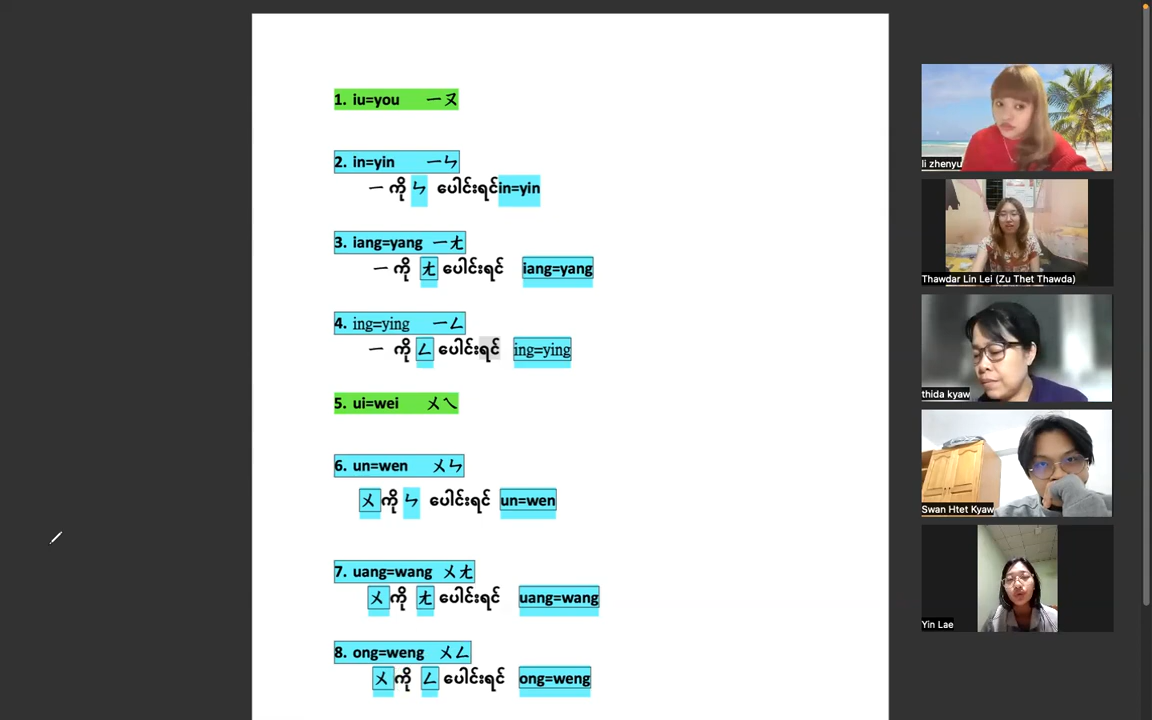 1. iu=you ㄧㄡ
2. in=yin ㄧㄣ
ㄧ ကို ㄣ ပေါင်းရင် in=yin
3. iang=yang ㄧㄤ
ㄧ ကို ㄤ ပေါင်းရင် iang=yang
4. ing=ying ㄧㄥ
ㄧ ကို ㄥ ပေါင်းရင် ing=ying
5. ui=wei ㄨㄟ
6. un=wen ㄨㄣ
ㄨ ကို ㄣ ပေါင်းရင် un=wen
7. uang=wang ㄨㄤ
ㄨ ကို ㄤ ပေါင်းရင် uang=wang
8. ong=weng ㄨㄥ
ㄨ ကို ㄥ ပေါင်းရင် ong=weng
li zhenyu
Thawdar Lin Lei (Zu Thet Thawda)
thida kyaw
Swan Htet Kyaw
Yin Lae